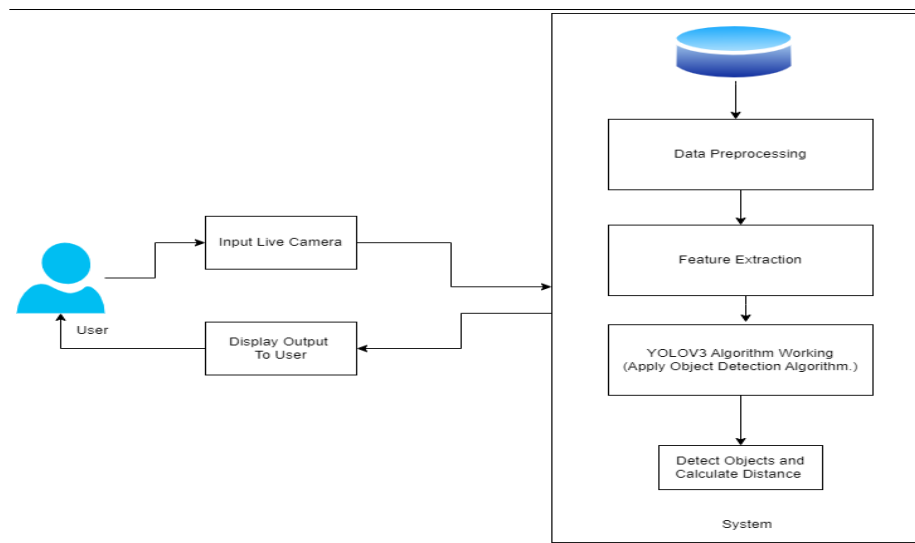 Data Preprocessing
Input Live Camera
Feature Extraction
User
Display Output
To User
YOLOV3 Algorithm Working
(Apply Object Detection Algorithm.)
Detect Objects and
Calculate Distance
System